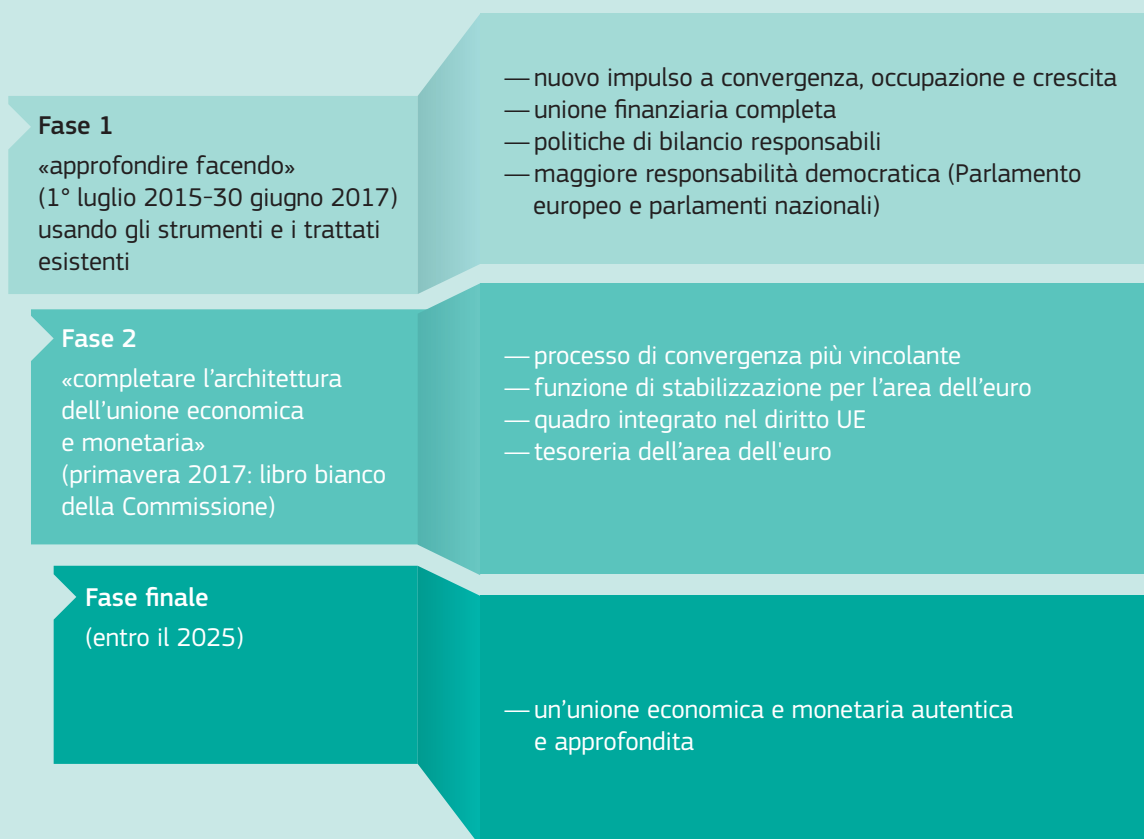 Fase 1
«approfondire facendo»
(1° luglio 2015-30 giugno 2017)
usando gli strumenti e i trattati
esistenti
— nuovo impulso a convergenza, occupazione e crescita
— unione finanziaria completa
— politiche di bilancio responsabili
— maggiore responsabilità democratica (Parlamento
europeo e parlamenti nazionali)
Fase 2
«completare l’architettura
dell’unione economica
e monetaria»
(primavera 2017: libro bianco
della Commissione)
— processo di convergenza più vincolante
— funzione di stabilizzazione per l’area dell’euro
— quadro integrato nel diritto UE
— tesoreria dell’area dell'euro
Fase finale
(entro il 2025)
— un’unione economica e monetaria autentica
e approfondita